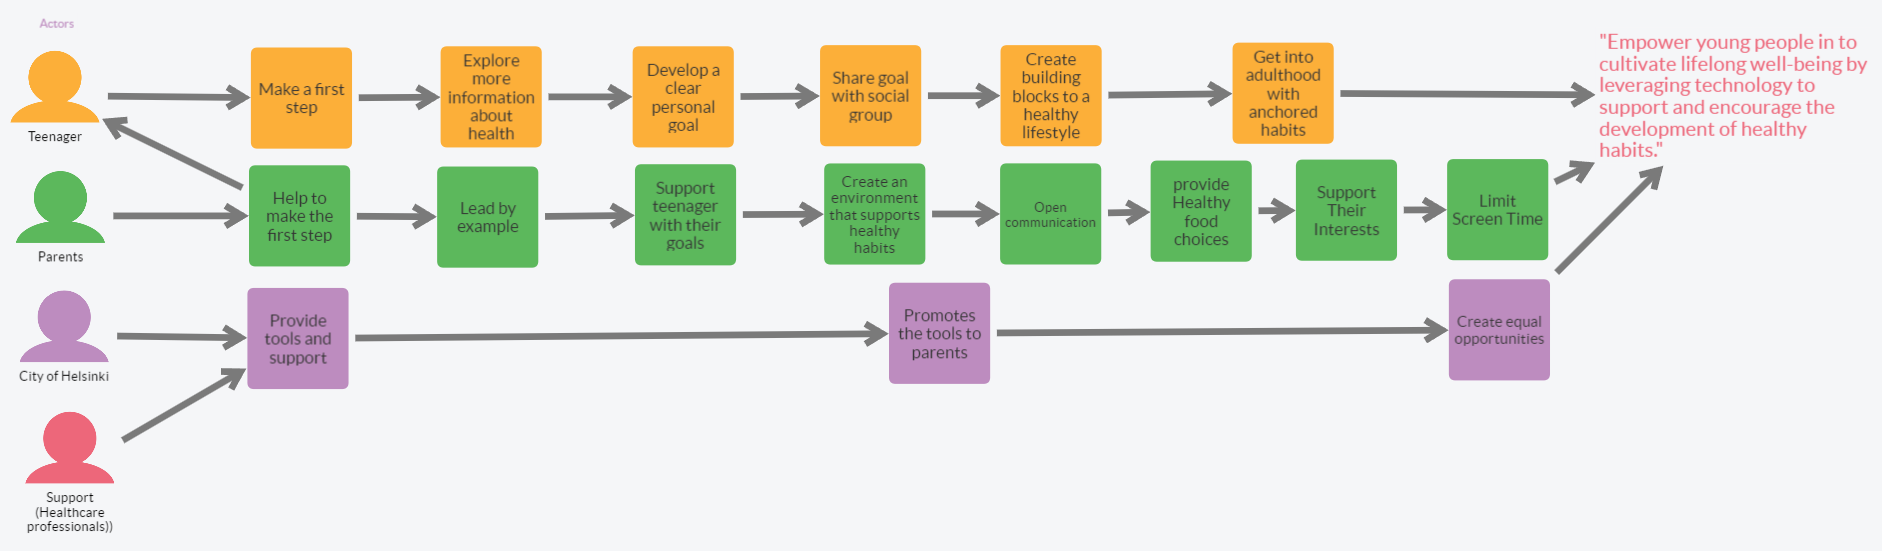 Actors
Teenager
Make a first
step
Explore
more
information
about
health
Develop a
clear
personal
goal
Share goal
with social
group
Create
building
blocks to a
healthy
lifestyle
Get into
adulthood
with
anchored
habits
"Empower young people in to
cultivate lifelong well-being by
leveraging technology to
support and encourage the
development of healthy
habits."
Parents
Help to
make the
first step
Lead by
example
Support
teenager
with their
goals
Create an
environment
that supports
healthy
habits
Open
communication
provide
Healthy
food
choices
Support
Their
Interests
LImit
Screen Time
City of Helsinki
Provide
tools and
support
Promotes
the tools to
parents
Create equal
opportunities
Support
(Healthcare
professionals))